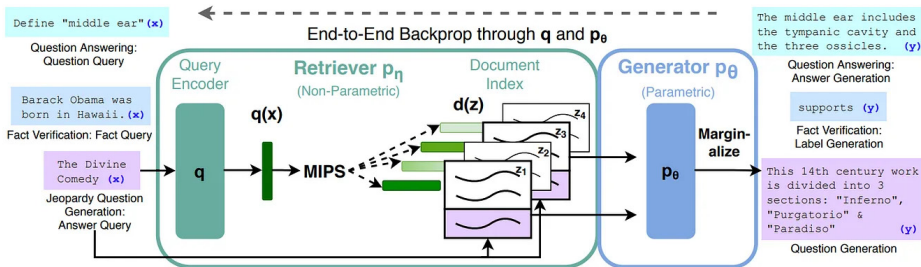 Define "middle ear" (x)
Question Answering:
Question Query
Barack Obama was
born in Hawaii. (x)
Fact Verification: Fact Query
The Divine
Comedy (x)
Jeopardy Question
Generation:
Answer Query
End-to-End Backprop through q and pθ
Query
Encoder
q
Retriever pη
(Non-Parametric)
q(x)
MIPS
Document
Index
d(z)
z4
z3
z2
z1
Generator pθ
(Parametric)
pθ
Margin-
alize
The middle ear includes
the tympanic cavity and
the three ossicles. (y)
Question Answering:
Answer Generation
supports (y)
Fact Verification:
Label Generation
This 14th century work
is divided into 3
sections: "Inferno",
"Purgatorio" &
"Paradiso" (y)
Question Generation